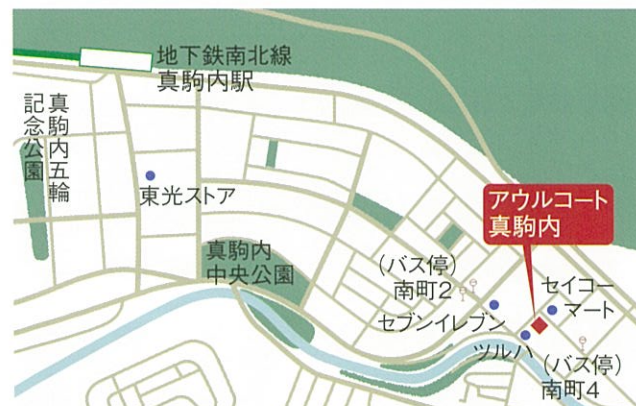 地下鉄南北線
真駒内駅
真駒内五輪
記念公園
東光ストア
真駒内
中央公園
アウルコート
真駒内
(バス停)
南町2
セイコー
マート
セブンイレブン
ツルハ
(バス停)
南町4